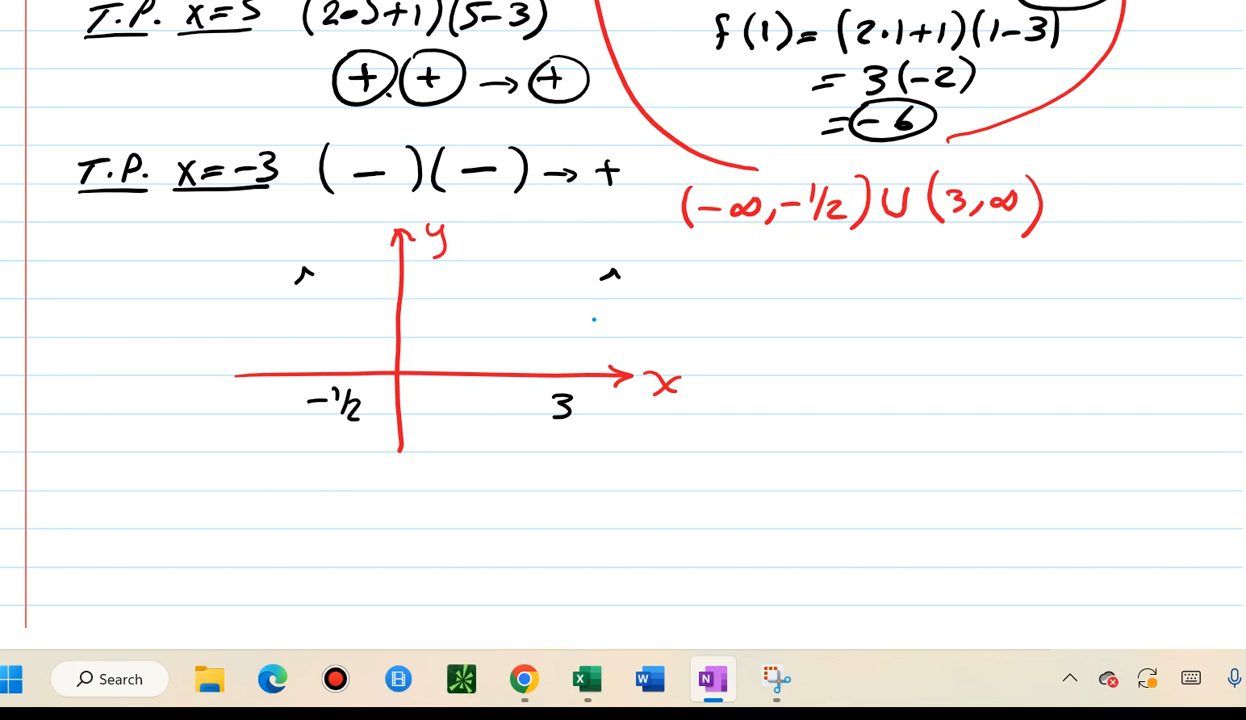 T.P. x=5 (2·5+1)(5-3)
(+)·(+) → (+)
T.P. x=-3 (-)(-) → +
f(1)=(2·1+1)(1-3)
= 3(-2)
= -6
(-∞,-1/2)∪(3,∞)
y
x
-1/2 3
Search